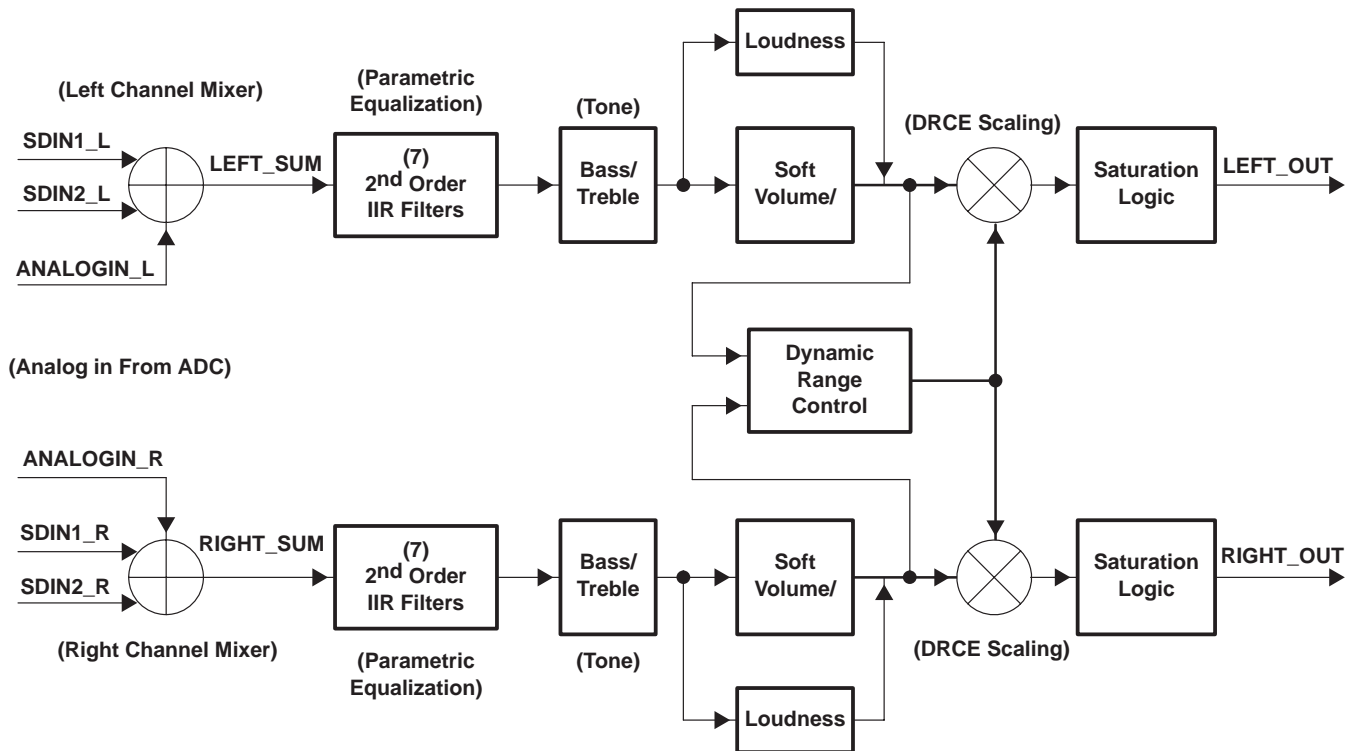 Loudness
(Left Channel Mixer)
(Parametric
Equalization)
(Tone)
(DRCE Scaling)
SDIN1_L
SDIN2_L
ANALOGIN_L
LEFT_SUM
(7)
2nd Order
IIR Filters
Bass/
Treble
Soft
Volume/
Saturation
Logic
LEFT_OUT
(Analog in From ADC)
Dynamic
Range
Control
ANALOGIN_R
SDIN1_R
SDIN2_R
RIGHT_SUM
(7)
2nd Order
IIR Filters
Bass/
Treble
Soft
Volume/
Saturation
Logic
RIGHT_OUT
(Right Channel Mixer)
(Parametric
Equalization)
(Tone)
(DRCE Scaling)
Loudness